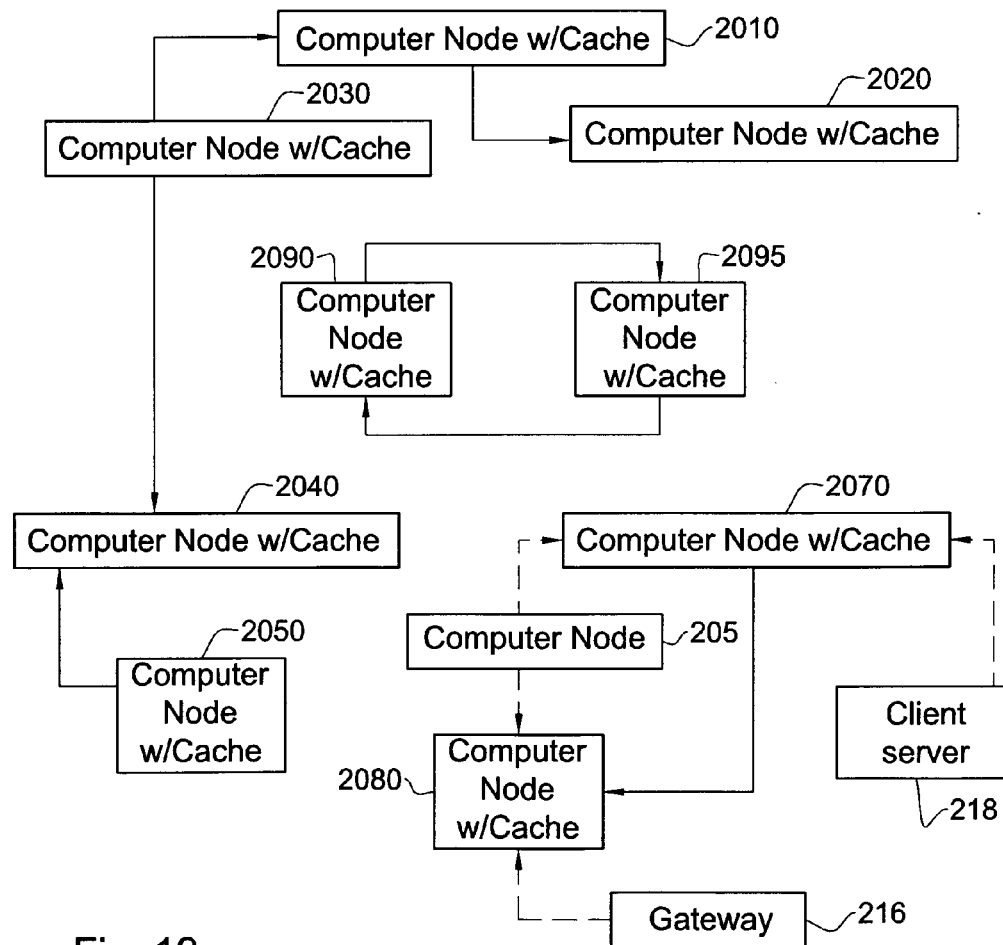 Computer Node w/Cache 2010
2030
2020
Computer Node w/Cache
Computer Node w/Cache
2090
2095
Computer
Node
w/Cache
Computer
Node
w/Cache
2040
2070
Computer Node w/Cache
Computer Node w/Cache
2050
Computer Node 205
Computer
Node
w/Cache
Client
server
2080
Computer
Node
w/Cache
218
Gateway 216